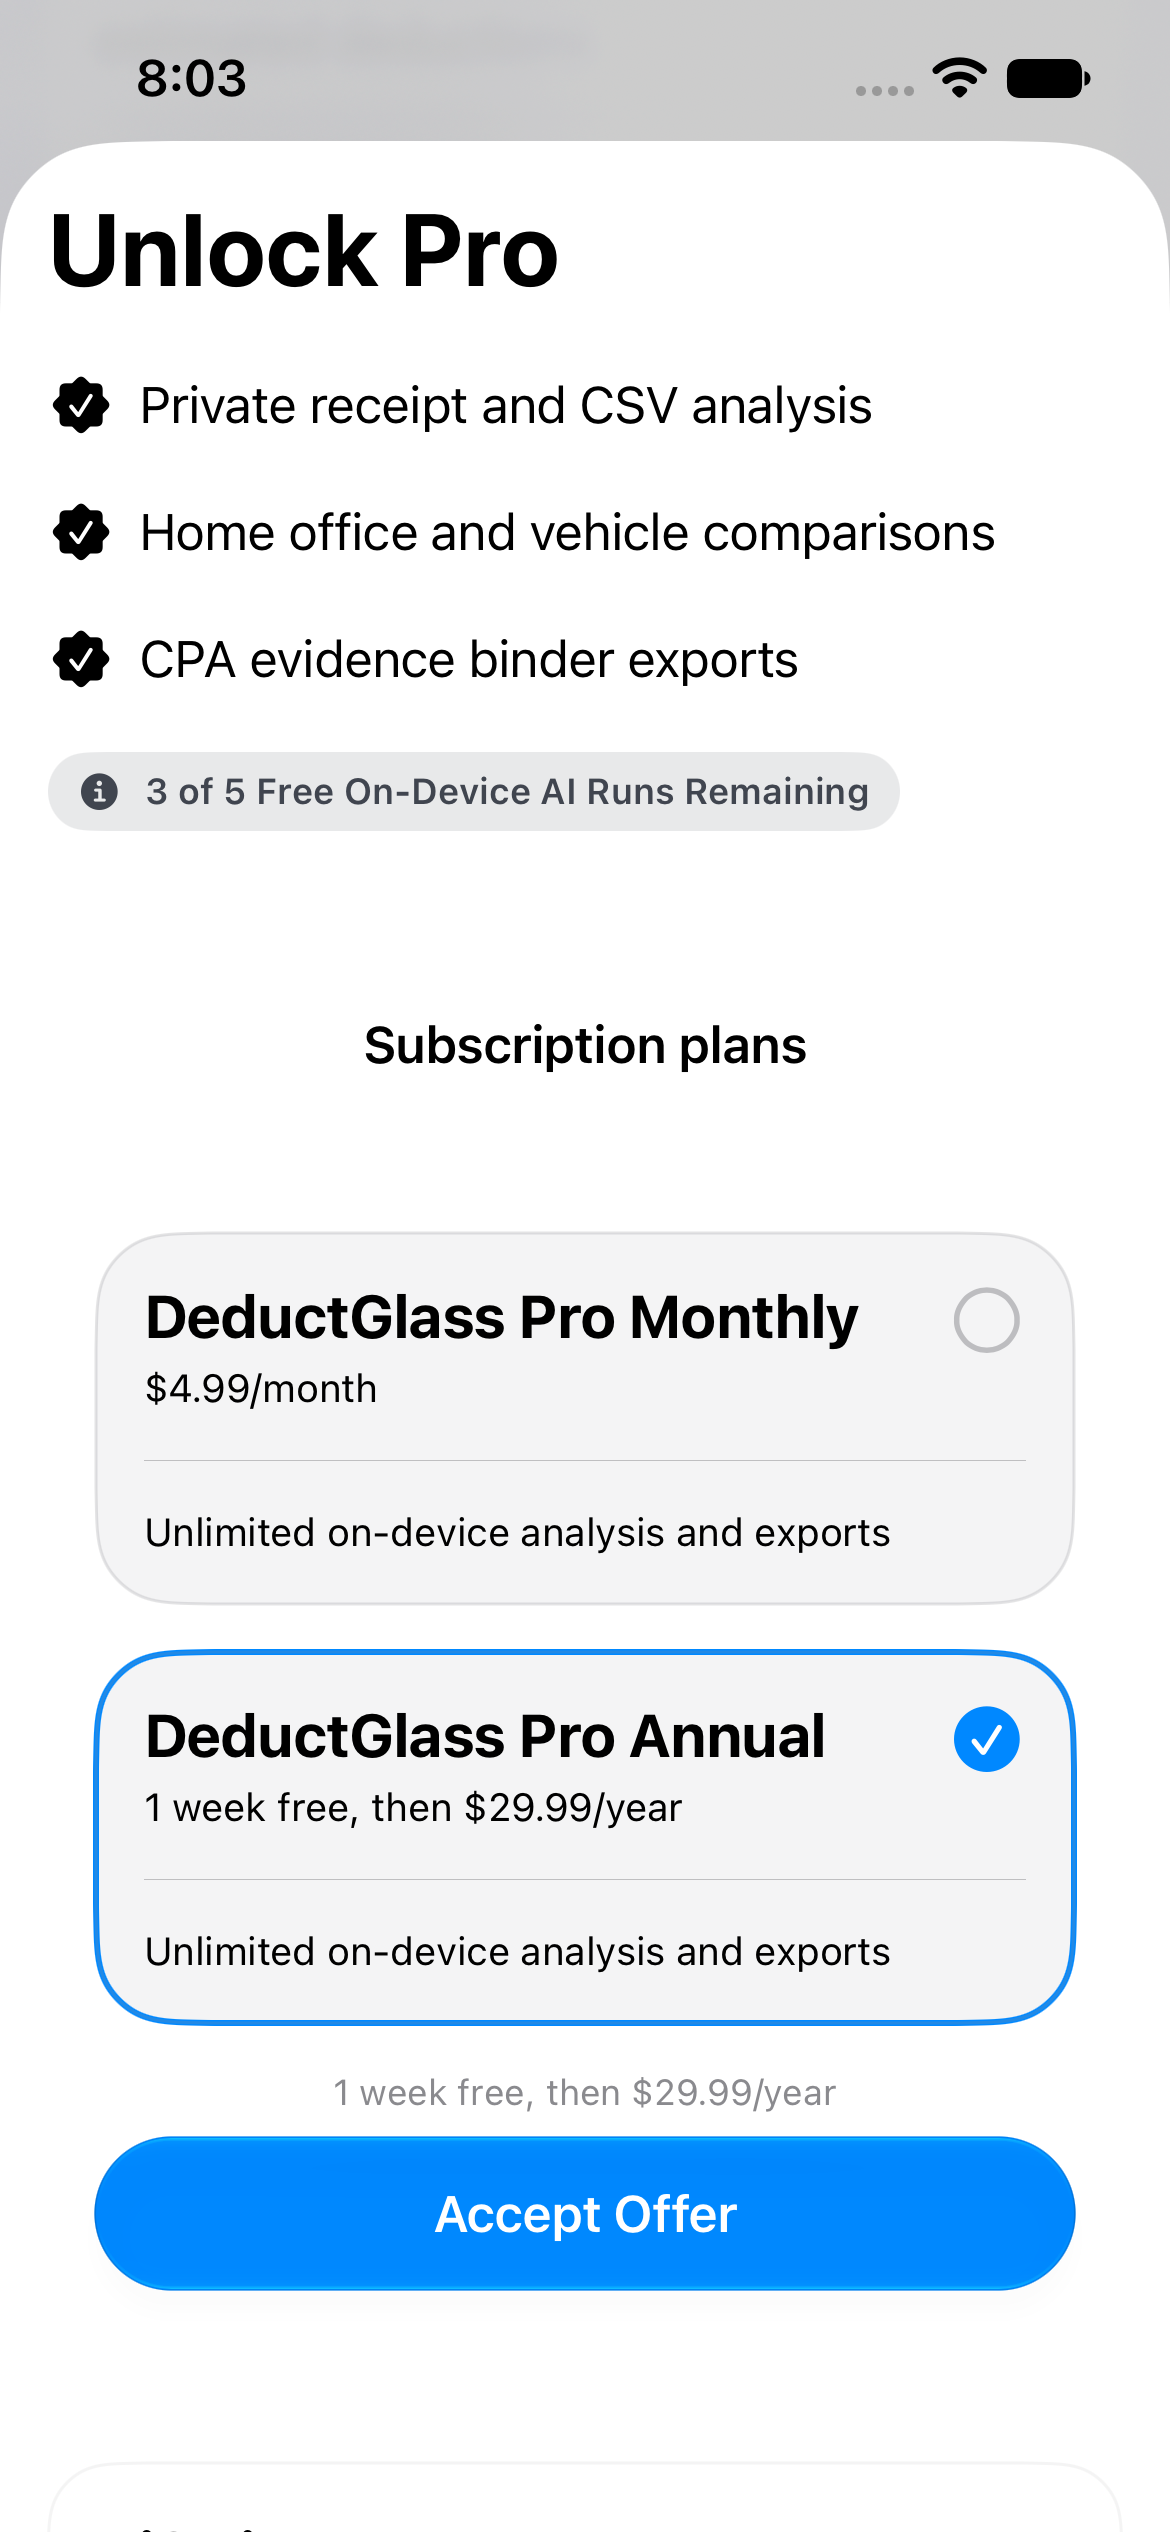 8:03
Unlock Pro
Private receipt and CSV analysis
Home office and vehicle comparisons
CPA evidence binder exports
3 of 5 Free On-Device AI Runs Remaining
Subscription plans
DeductGlass Pro Monthly
$4.99/month
Unlimited on-device analysis and exports
DeductGlass Pro Annual
1 week free, then $29.99/year
Unlimited on-device analysis and exports
1 week free, then $29.99/year
Accept Offer